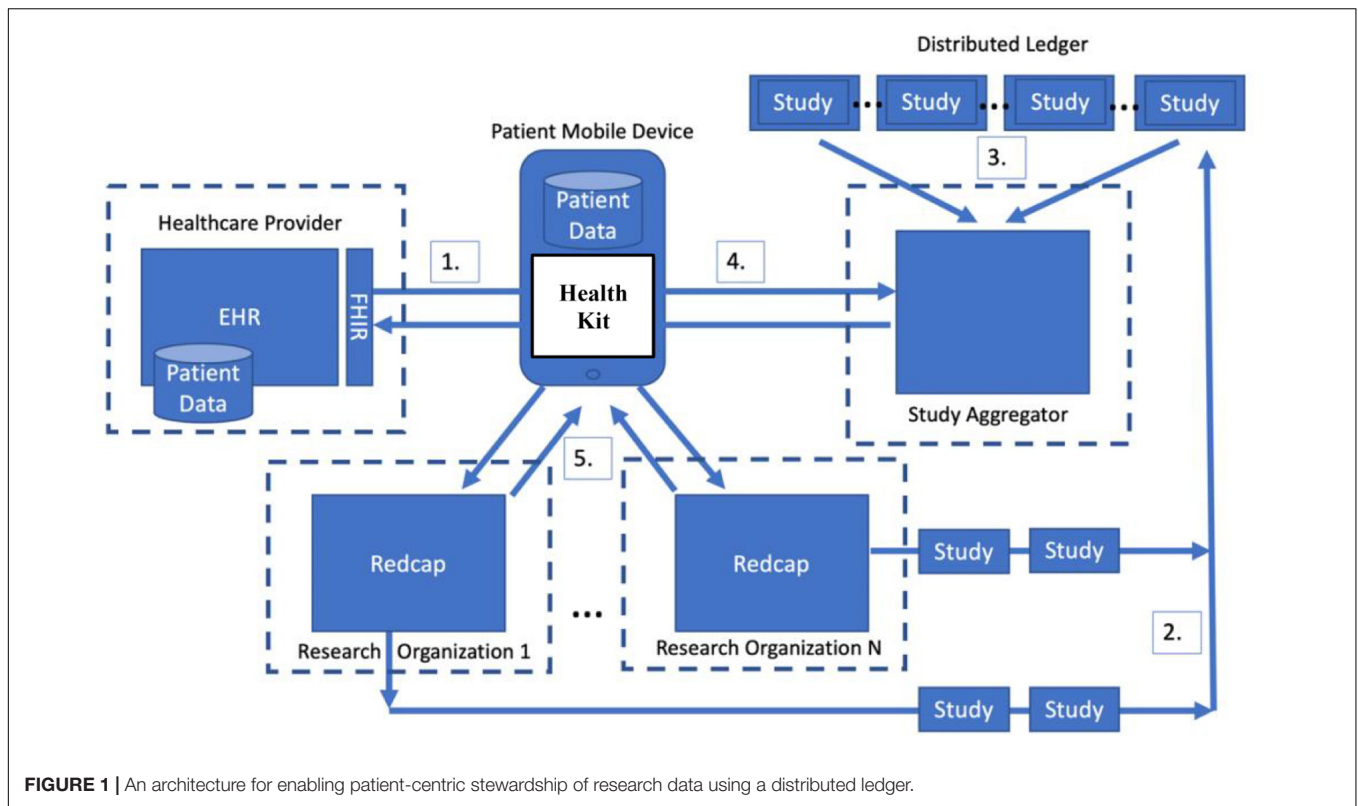 Distributed Ledger
Study ... Study ... Study ... Study
3.
Patient Mobile Device
Patient
Data
Health
Kit
Healthcare Provider
EHR
FHIR
Patient
Data
1.
4.
Study Aggregator
5.
Redcap
Research Organization 1
...
Redcap
Research Organization N
Study Study
2.
Study Study
FIGURE 1 | An architecture for enabling patient-centric stewardship of research data using a distributed ledger.